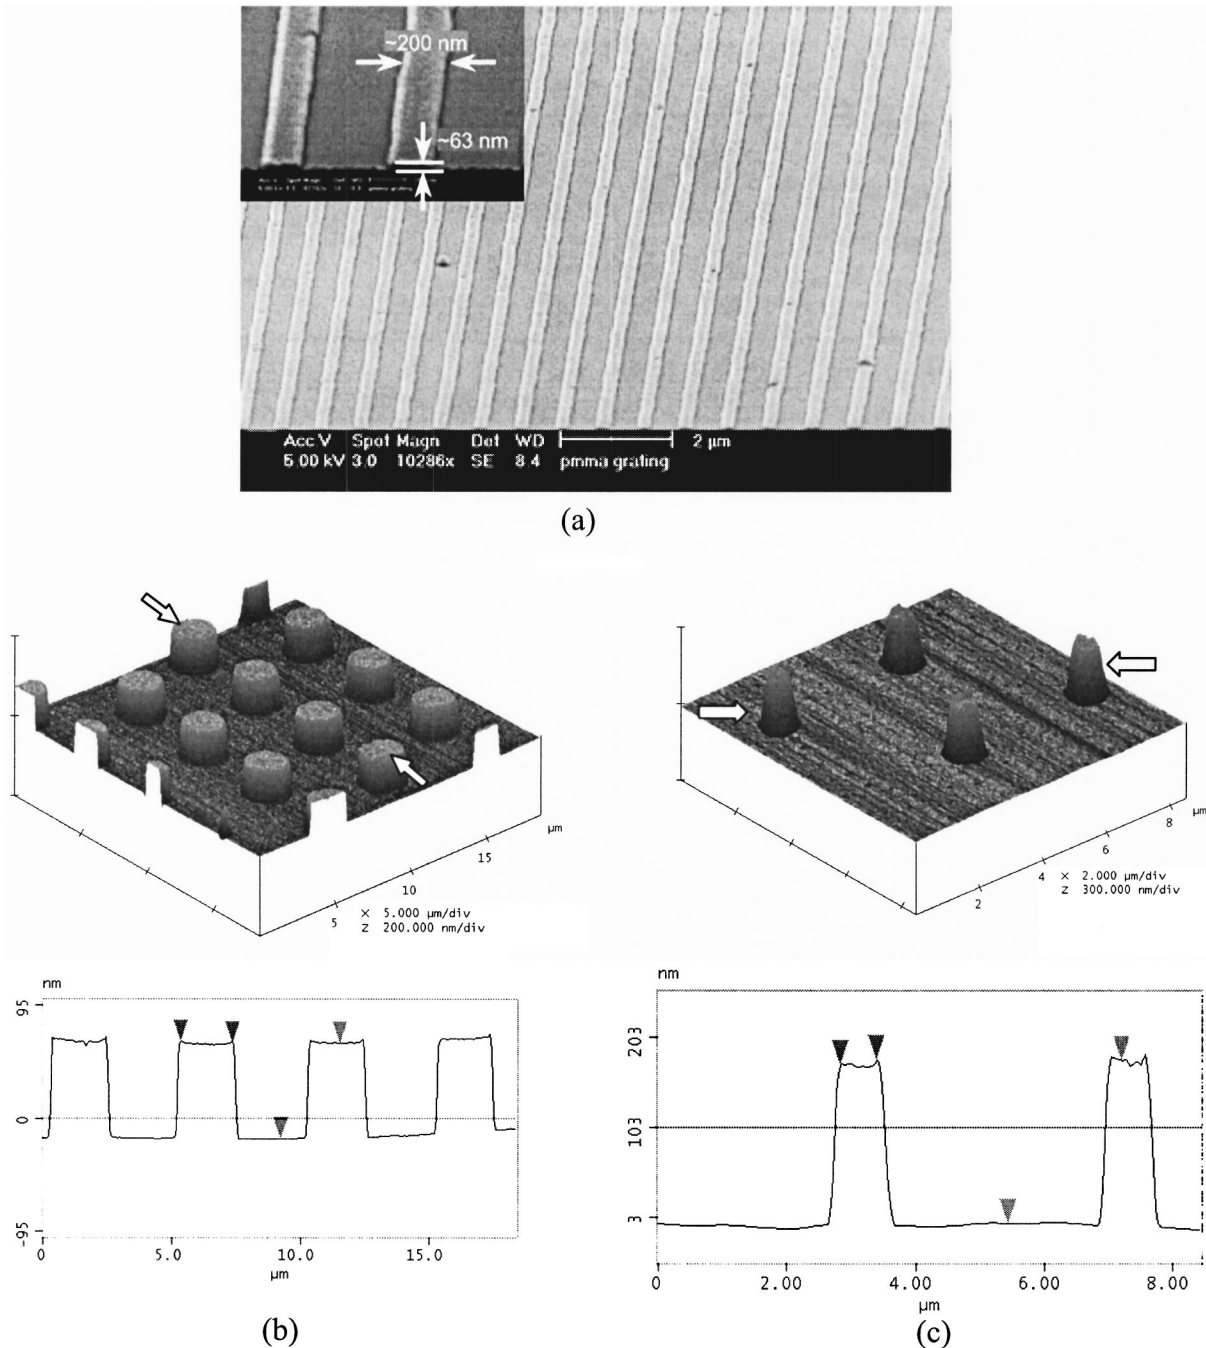 ~200 nm
~63 nm
Acc V Spot Magn Det WD 2 µm
5.00 kV 3.0 10286x SE 8.4 pmma grating
(a)
µm
15
10
5
X 5.000 µm/div
Z 200.000 nm/div
µm
8
6
4
2
X 2.000 µm/div
Z 300.000 nm/div
nm
95
0
-95
0 5.0 10.0 15.0
µm
(b)
nm
203
103
3
0 2.00 4.00 6.00 8.00
µm
(c)